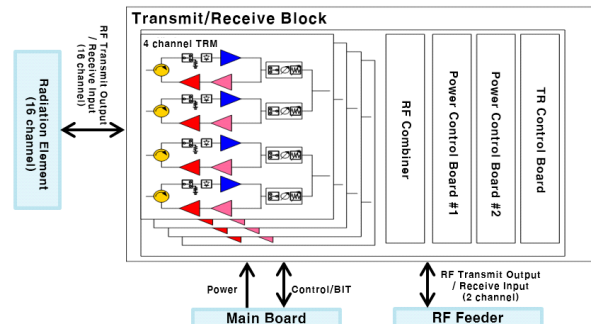 Transmit/Receive Block
4 channel TRM
RF Transmit Output
/ Receive Input
(16 channel)
Radiation Element
(16 channel)
RF Combiner
Power Control Board #1
Power Control Board #2
TR Control Board
Power
Control/BIT
RF Transmit Output
/ Receive Input
(2 channel)
Main Board
RF Feeder